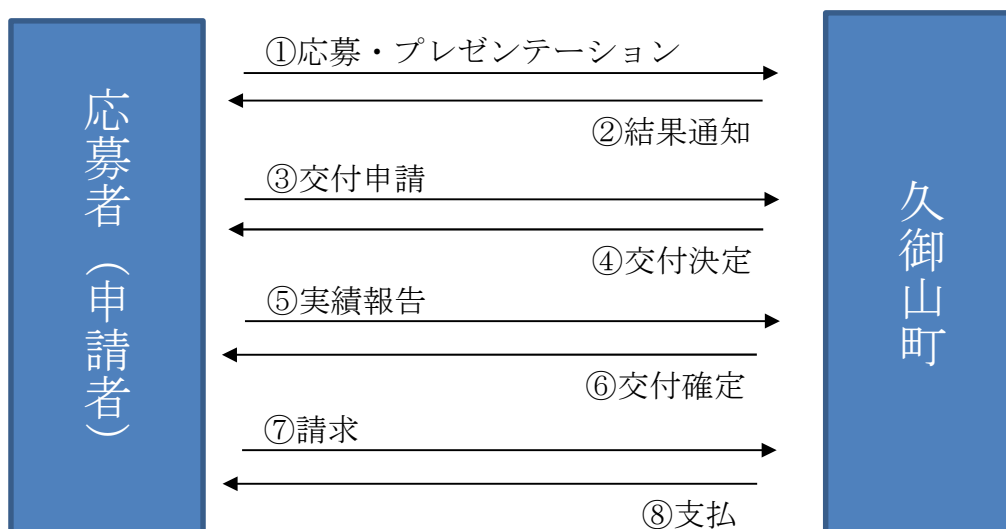 応募者（申請者）
①応募・プレゼンテーション
②結果通知
③交付申請
④交付決定
⑤実績報告
⑥交付確定
⑦請求
⑧支払
久御山町